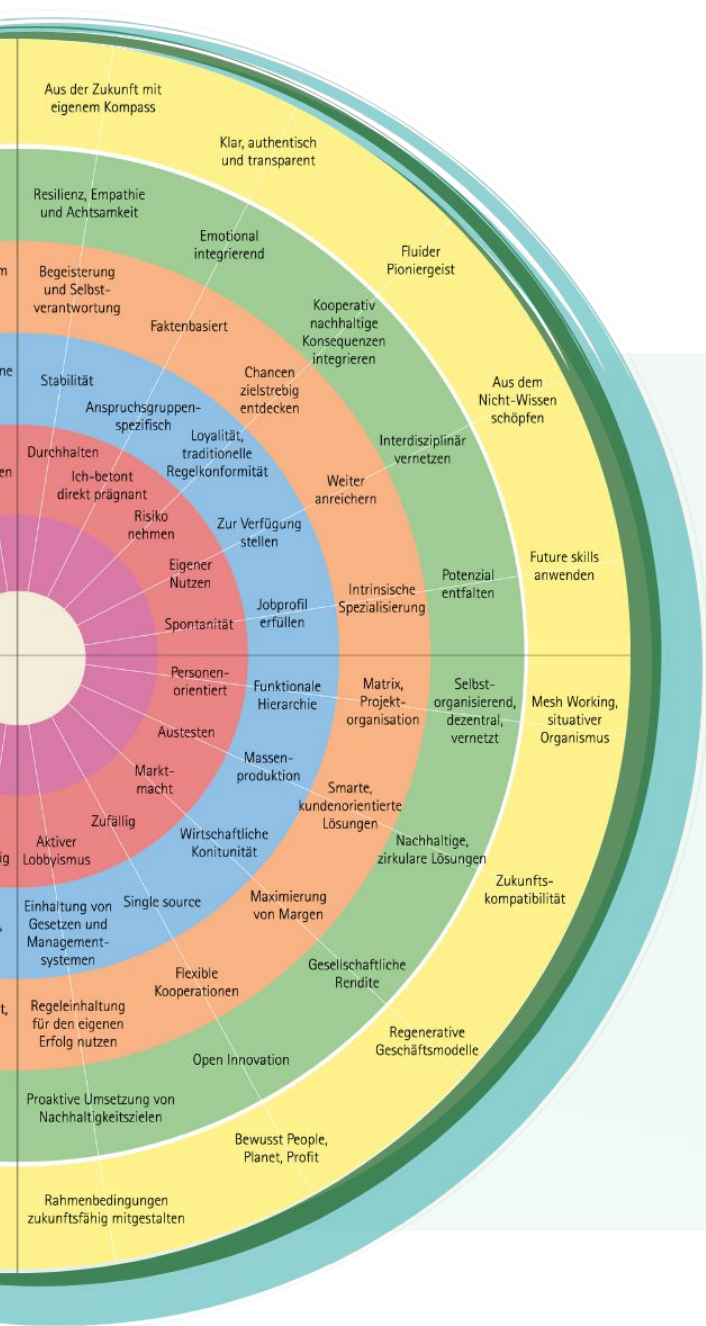 Aus der Zukunft mit
eigenem Kompass
Klar, authentisch
und transparent
Fluider
Pioniergeist
Aus dem
Nicht-Wissen
schöpfen
Future skills
anwenden
Resilienz, Empathie
und Achtsamkeit
Emotional
integrierend
Kooperativ
nachhaltige
Konsequenzen
integrieren
Interdisziplinär
vernetzen
Potenzial
entfalten
m
Begeisterung
und Selbst-
verantwortung
Faktenbasiert
Chancen
zielstrebig
entdecken
Weiter
anreichern
Intrinsische
Spezialisierung
ne
Stabilität
Anspruchsgruppen-
spezifisch
Loyalität,
traditionelle
Regelkonformität
Zur Verfügung
stellen
Jobprofil
erfüllen
en
Durchhalten
Ich-betont
direkt prägnant
Risiko
nehmen
Eigener
Nutzen
Spontanität
Personen-
orientiert
Austesten
Markt-
macht
Zufällig
Aktiver
Lobbyismus
ig
Funktionale
Hierarchie
Massen-
produktion
Wirtschaftliche
Konitunität
Single source
Einhaltung von
Gesetzen und
Management-
systemen
,
Matrix,
Projekt-
organisation
Smarte,
kundenorientierte
Lösungen
Maximierung
von Margen
Flexible
Kooperationen
Regeleinhaltung
für den eigenen
Erfolg nutzen
t,
Selbst-
organisierend,
dezentral,
vernetzt
Nachhaltige,
zirkulare Lösungen
Gesellschaftliche
Rendite
Open Innovation
Proaktive Umsetzung von
Nachhaltigkeitszielen
Mesh Working,
situativer
Organismus
Zukunfts-
kompatibilität
Regenerative
Geschäftsmodelle
Bewusst People,
Planet, Profit
Rahmenbedingungen
zukunftsfähig mitgestalten